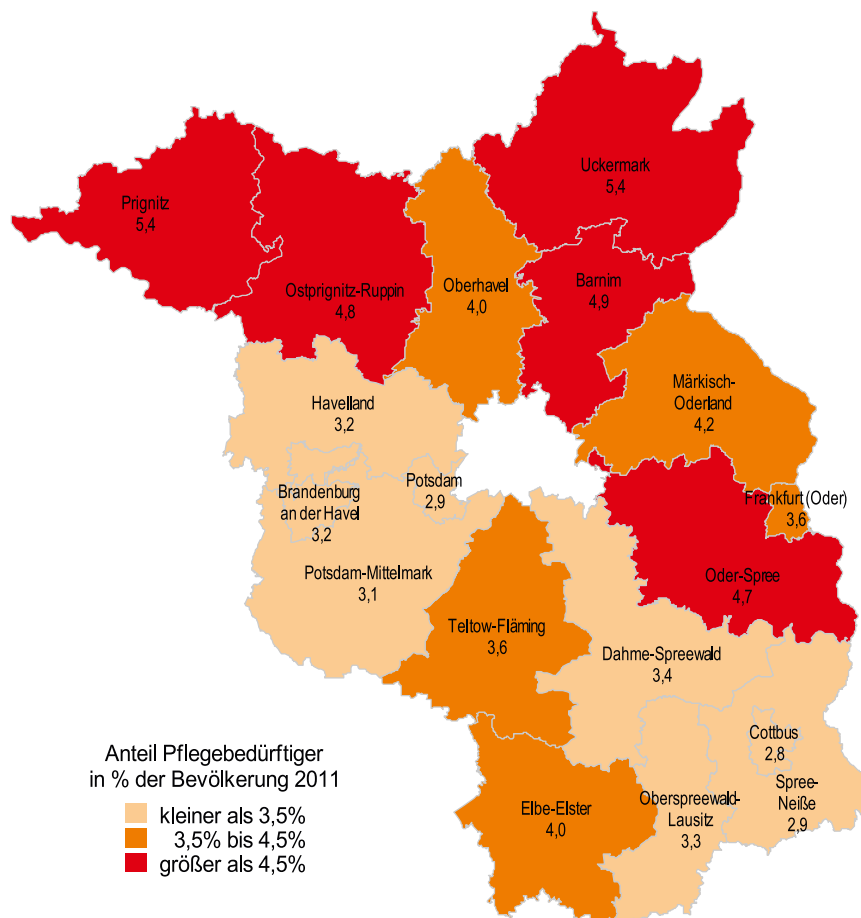 Uckermark
5,4
Prignitz
5,4
Ostprignitz-Ruppin
4,8
Oberhavel
4,0
Barnim
4,9
Märkisch-
Oderland
4,2
Havelland
3,2
Potsdam
2,9
Brandenburg
an der Havel
3,2
Frankfurt (Oder)
3,6
Potsdam-Mittelmark
3,1
Oder-Spree
4,7
Teltow-Fläming
3,6
Dahme-Spreewald
3,4
Cottbus
2,8
Spree-
Neiße
2,9
Elbe-Elster
4,0
Oberspreewald-
Lausitz
3,3
Anteil Pflegebedürftiger
in % der Bevölkerung 2011
kleiner als 3,5%
3,5% bis 4,5%
größer als 4,5%